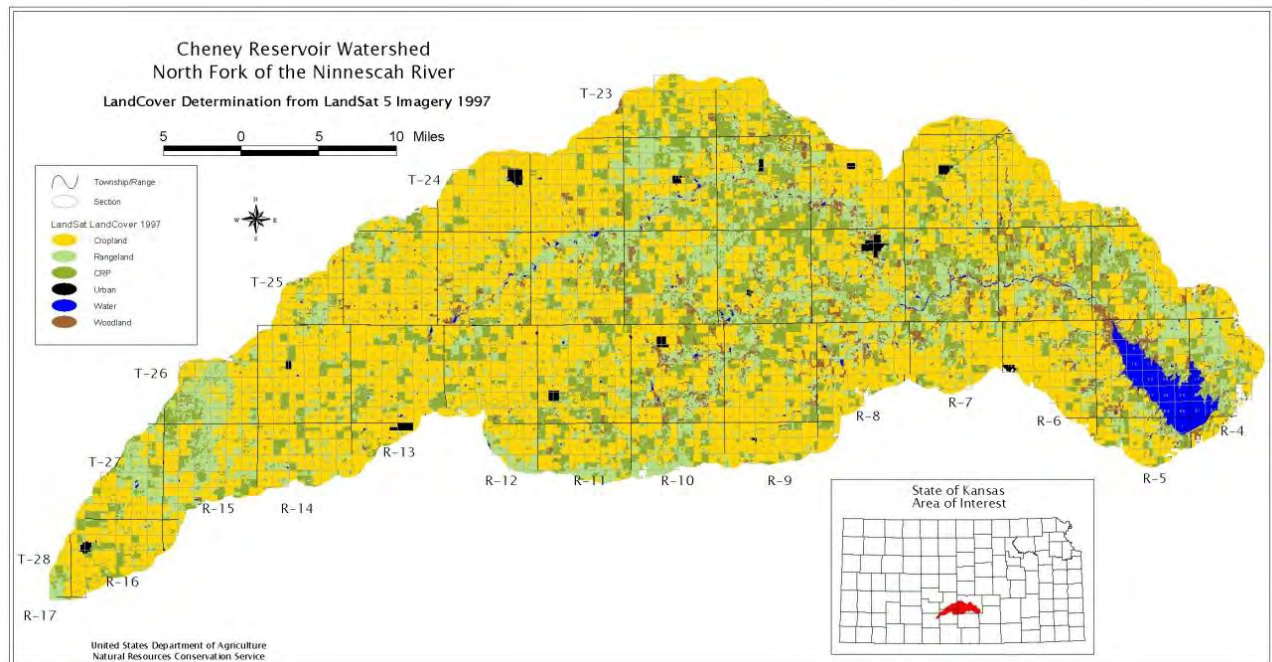 Cheney Reservoir Watershed
North Fork of the Ninnescah River
LandCover Determination from LandSat 5 Imagery 1997
5 0 5 10 Miles
Township/Range
Section
LandSat LandCover 1997
Cropland
Rangeland
CRP
Urban
Water
Woodland
N
W E
S
T-23
T-24
T-25
T-26
T-27
T-28
R-17
R-16
R-15
R-14
R-13
R-12
R-11
R-10
R-9
R-8
R-7
R-6
R-5
R-4
State of Kansas
Area of Interest
United States Department of Agriculture
Natural Resources Conservation Service